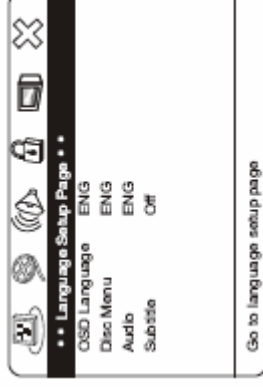 • • Language Setup Page • •
OSD Language ENG
Disc Menu ENG
Audio ENG
Subtitle Off
Go to language setup page